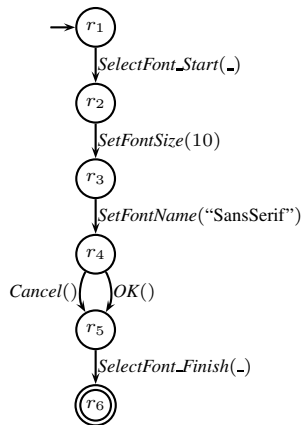 r1
SelectFont_Start(_)
r2
SetFontSize(10)
r3
SetFontName(“SansSerif”)
r4
Cancel() OK()
r5
SelectFont_Finish(_)
r6